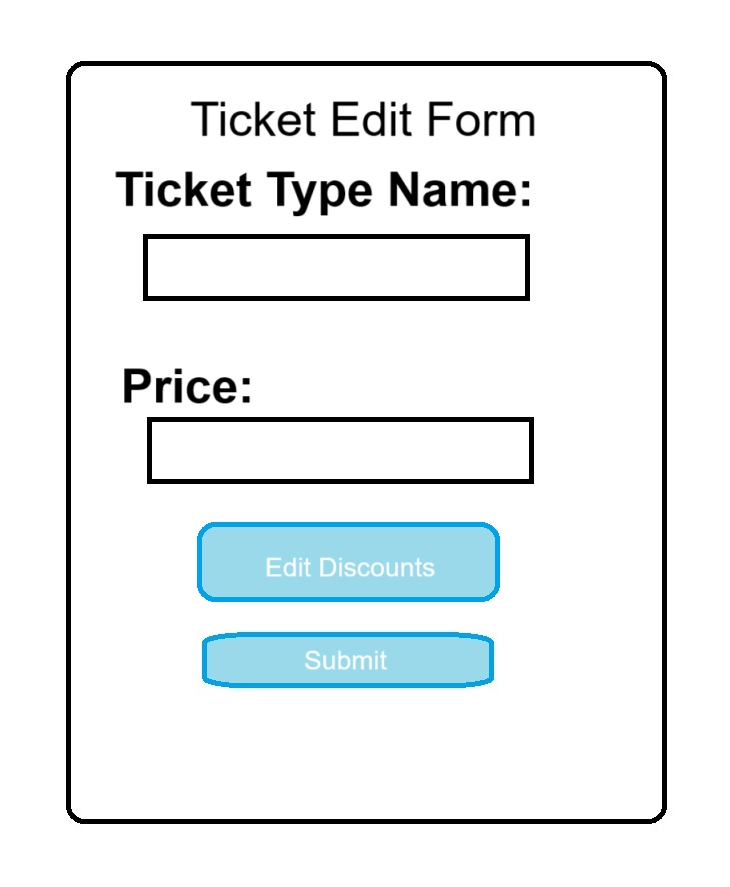 Ticket Edit Form
Ticket Type Name:
Price:
Edit Discounts
Submit